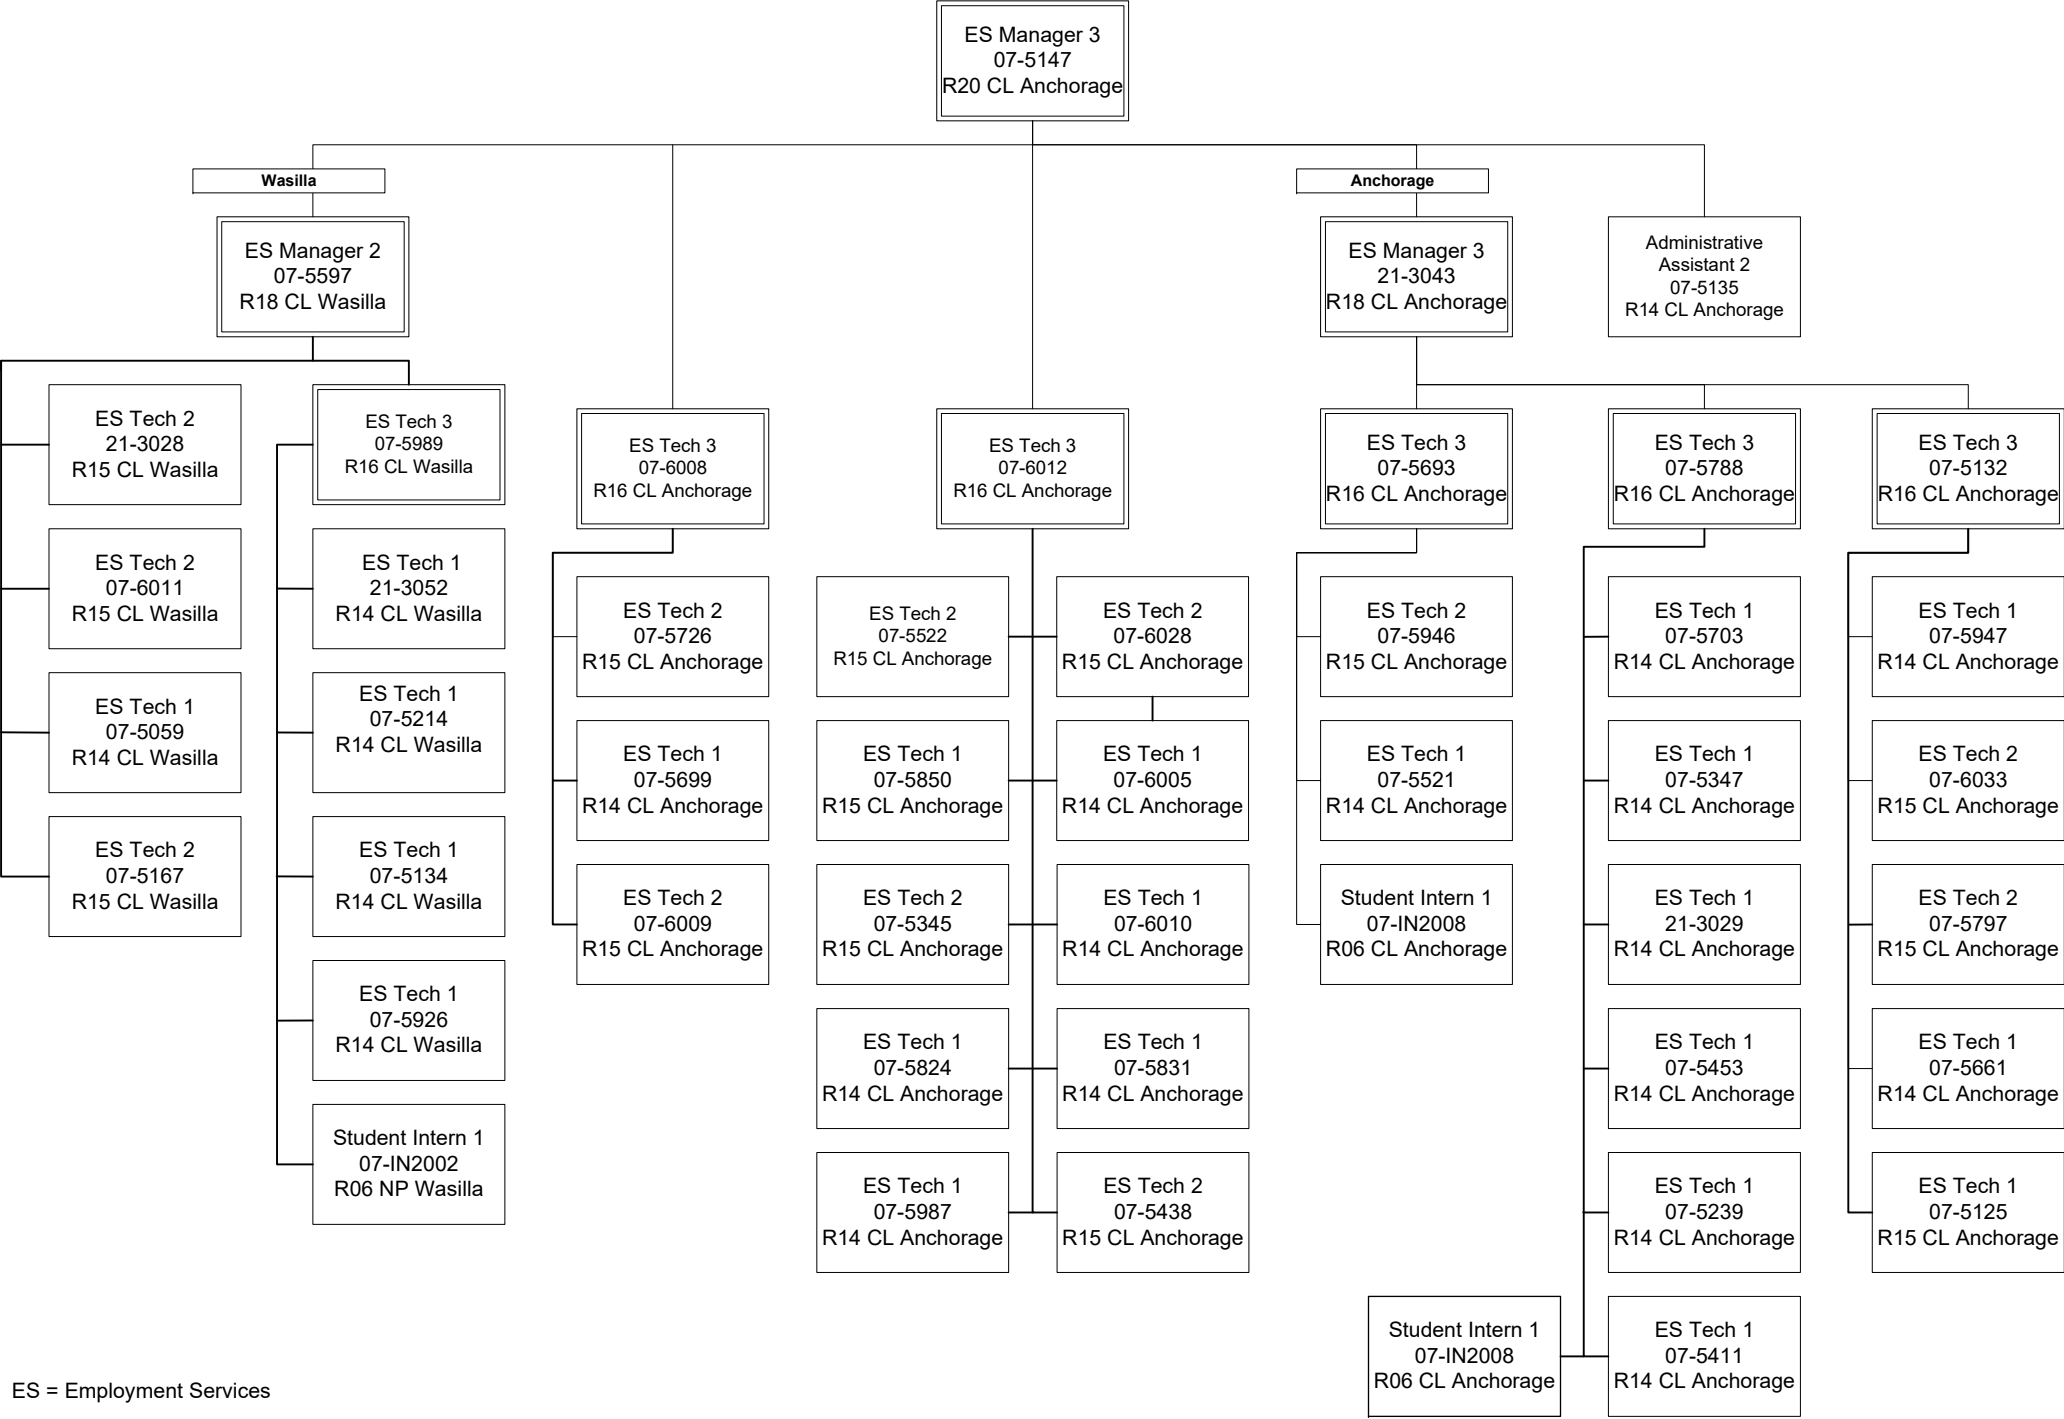 ES Manager 3
07-5147
R20 CL Anchorage
Wasilla
Anchorage
ES Manager 2
07-5597
R18 CL Wasilla
ES Manager 3
21-3043
R18 CL Anchorage
Administrative
Assistant 2
07-5135
R14 CL Anchorage
ES Tech 2
21-3028
R15 CL Wasilla
ES Tech 2
07-6011
R15 CL Wasilla
ES Tech 1
07-5059
R14 CL Wasilla
ES Tech 2
07-5167
R15 CL Wasilla
ES Tech 3
07-5989
R16 CL Wasilla
ES Tech 1
21-3052
R14 CL Wasilla
ES Tech 1
07-5214
R14 CL Wasilla
ES Tech 1
07-5134
R14 CL Wasilla
ES Tech 1
07-5926
R14 CL Wasilla
Student Intern 1
07-IN2002
R06 NP Wasilla
ES Tech 3
07-6008
R16 CL Anchorage
ES Tech 2
07-5726
R15 CL Anchorage
ES Tech 1
07-5699
R14 CL Anchorage
ES Tech 2
07-6009
R15 CL Anchorage
ES Tech 3
07-6012
R16 CL Anchorage
ES Tech 2
07-5522
R15 CL Anchorage
ES Tech 1
07-5850
R15 CL Anchorage
ES Tech 2
07-5345
R15 CL Anchorage
ES Tech 1
07-5824
R14 CL Anchorage
ES Tech 1
07-5987
R14 CL Anchorage
ES Tech 2
07-6028
R15 CL Anchorage
ES Tech 1
07-6005
R14 CL Anchorage
ES Tech 1
07-6010
R14 CL Anchorage
ES Tech 1
07-5831
R14 CL Anchorage
ES Tech 2
07-5438
R15 CL Anchorage
ES Tech 3
07-5693
R16 CL Anchorage
ES Tech 2
07-5946
R15 CL Anchorage
ES Tech 1
07-5521
R14 CL Anchorage
Student Intern 1
07-IN2008
R06 CL Anchorage
ES Tech 3
07-5788
R16 CL Anchorage
ES Tech 1
07-5703
R14 CL Anchorage
ES Tech 1
07-5347
R14 CL Anchorage
ES Tech 1
21-3029
R14 CL Anchorage
ES Tech 1
07-5453
R14 CL Anchorage
ES Tech 1
07-5239
R14 CL Anchorage
Student Intern 1
07-IN2008
R06 CL Anchorage
ES Tech 1
07-5411
R14 CL Anchorage
ES Tech 3
07-5132
R16 CL Anchorage
ES Tech 1
07-5947
R14 CL Anchorage
ES Tech 2
07-6033
R15 CL Anchorage
ES Tech 2
07-5797
R15 CL Anchorage
ES Tech 1
07-5661
R14 CL Anchorage
ES Tech 1
07-5125
R15 CL Anchorage
ES = Employment Services